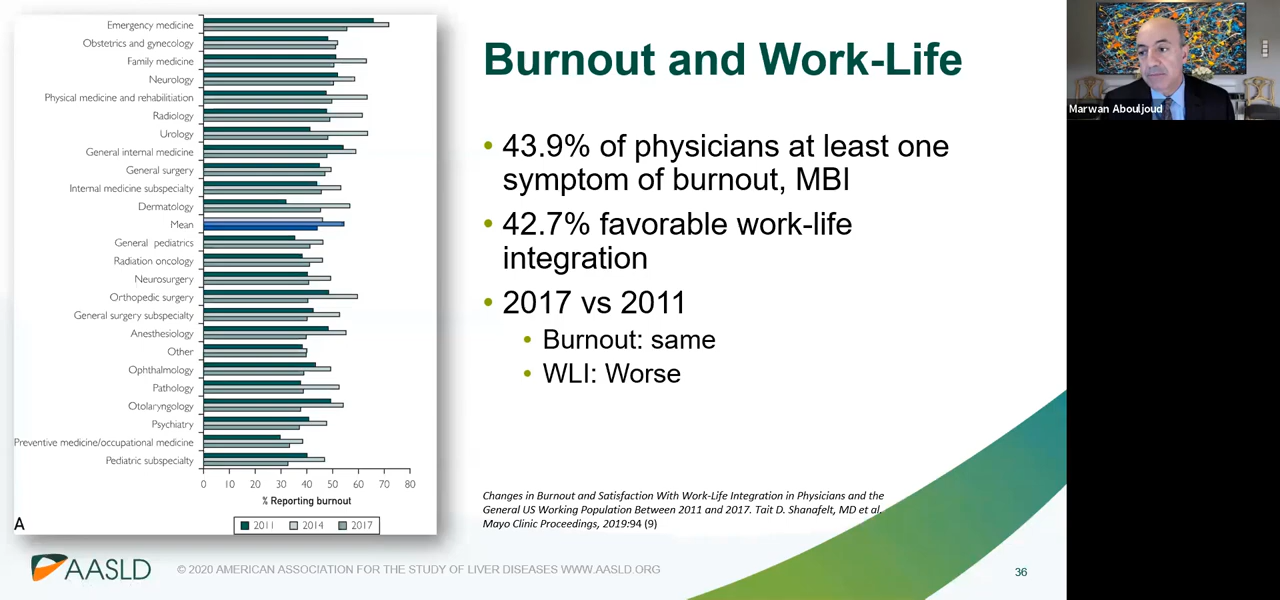 Emergency medicine
Obstetrics and gynecology
Family medicine
Neurology
Physical medicine and rehabilitiation
Radiology
Urology
General internal medicine
General surgery
Internal medicine subspecialty
Dermatology
Mean
General pediatrics
Radiation oncology
Neurosurgery
Orthopedic surgery
General surgery subspecialty
Anesthesiology
Other
Ophthalmology
Pathology
Otolaryngology
Psychiatry
Preventive medicine/occupational medicine
Pediatric subspecialty
0 10 20 30 40 50 60 70 80
% Reporting burnout
A
2011 2014 2017
Burnout and Work-Life
• 43.9% of physicians at least one
symptom of burnout, MBI
• 42.7% favorable work-life
integration
• 2017 vs 2011
• Burnout: same
• WLI: Worse
Changes in Burnout and Satisfaction With Work-Life Integration in Physicians and the
General US Working Population Between 2011 and 2017. Tait D. Shanafelt, MD et al.
Mayo Clinic Proceedings, 2019:94 (9)
AASLD
© 2020 AMERICAN ASSOCIATION FOR THE STUDY OF LIVER DISEASES WWW.AASLD.ORG
36
Marwan Abouljoud